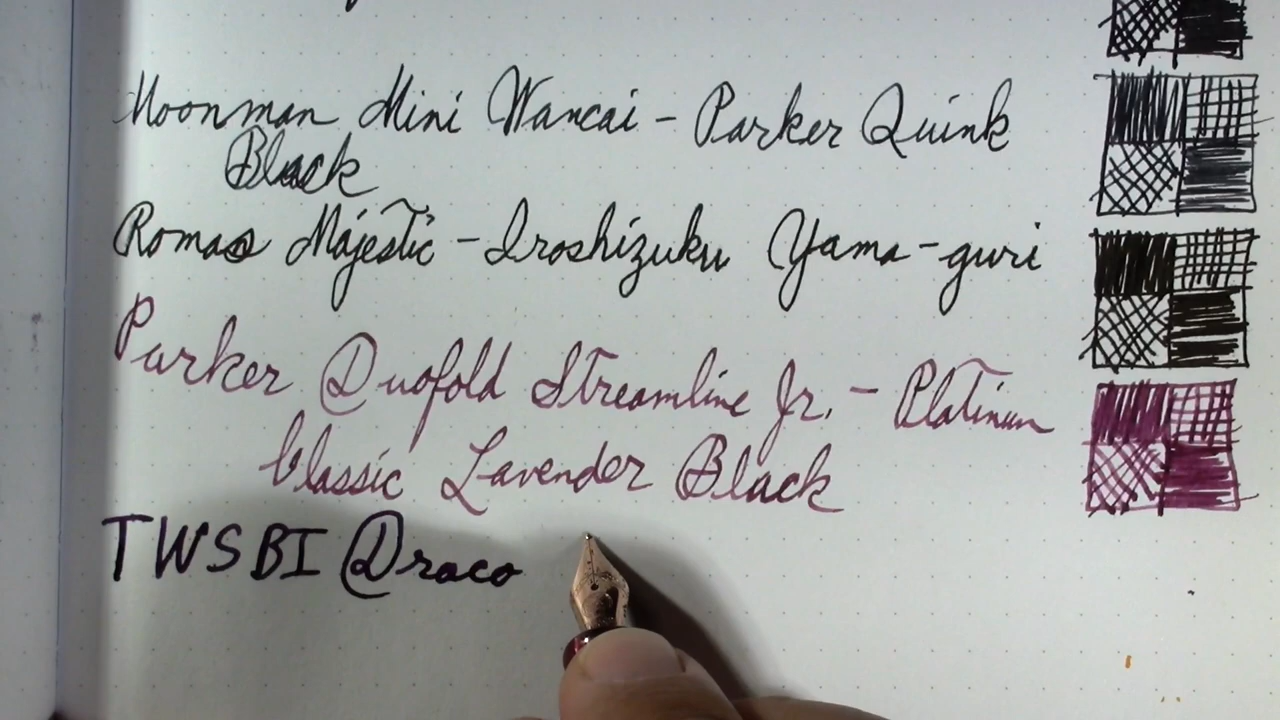 Moonman Mini Wancai - Parker Quink
Black
Romas Majestic - Iroshizuku Yama-guri
Parker Duofold Streamline Jr. - Platinum
Classic Lavender Black
TWSBI Draco